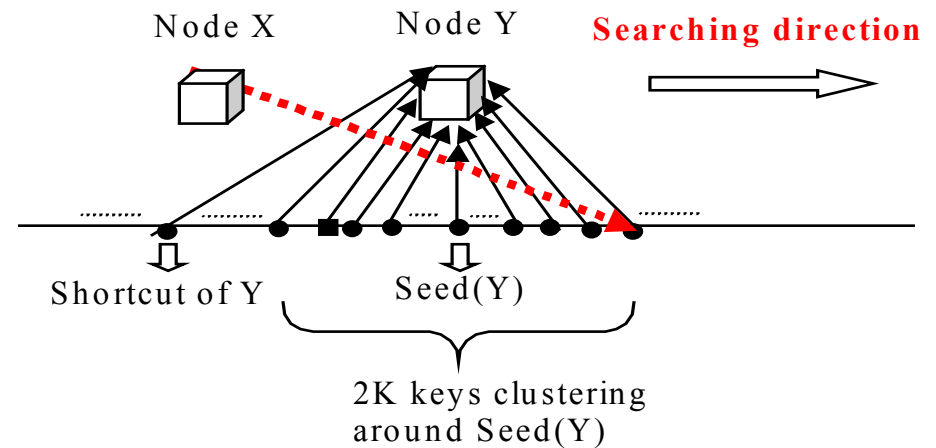 Node X
Node Y
Searching direction
Shortcut of Y
Seed(Y)
2K keys clustering
around Seed(Y)